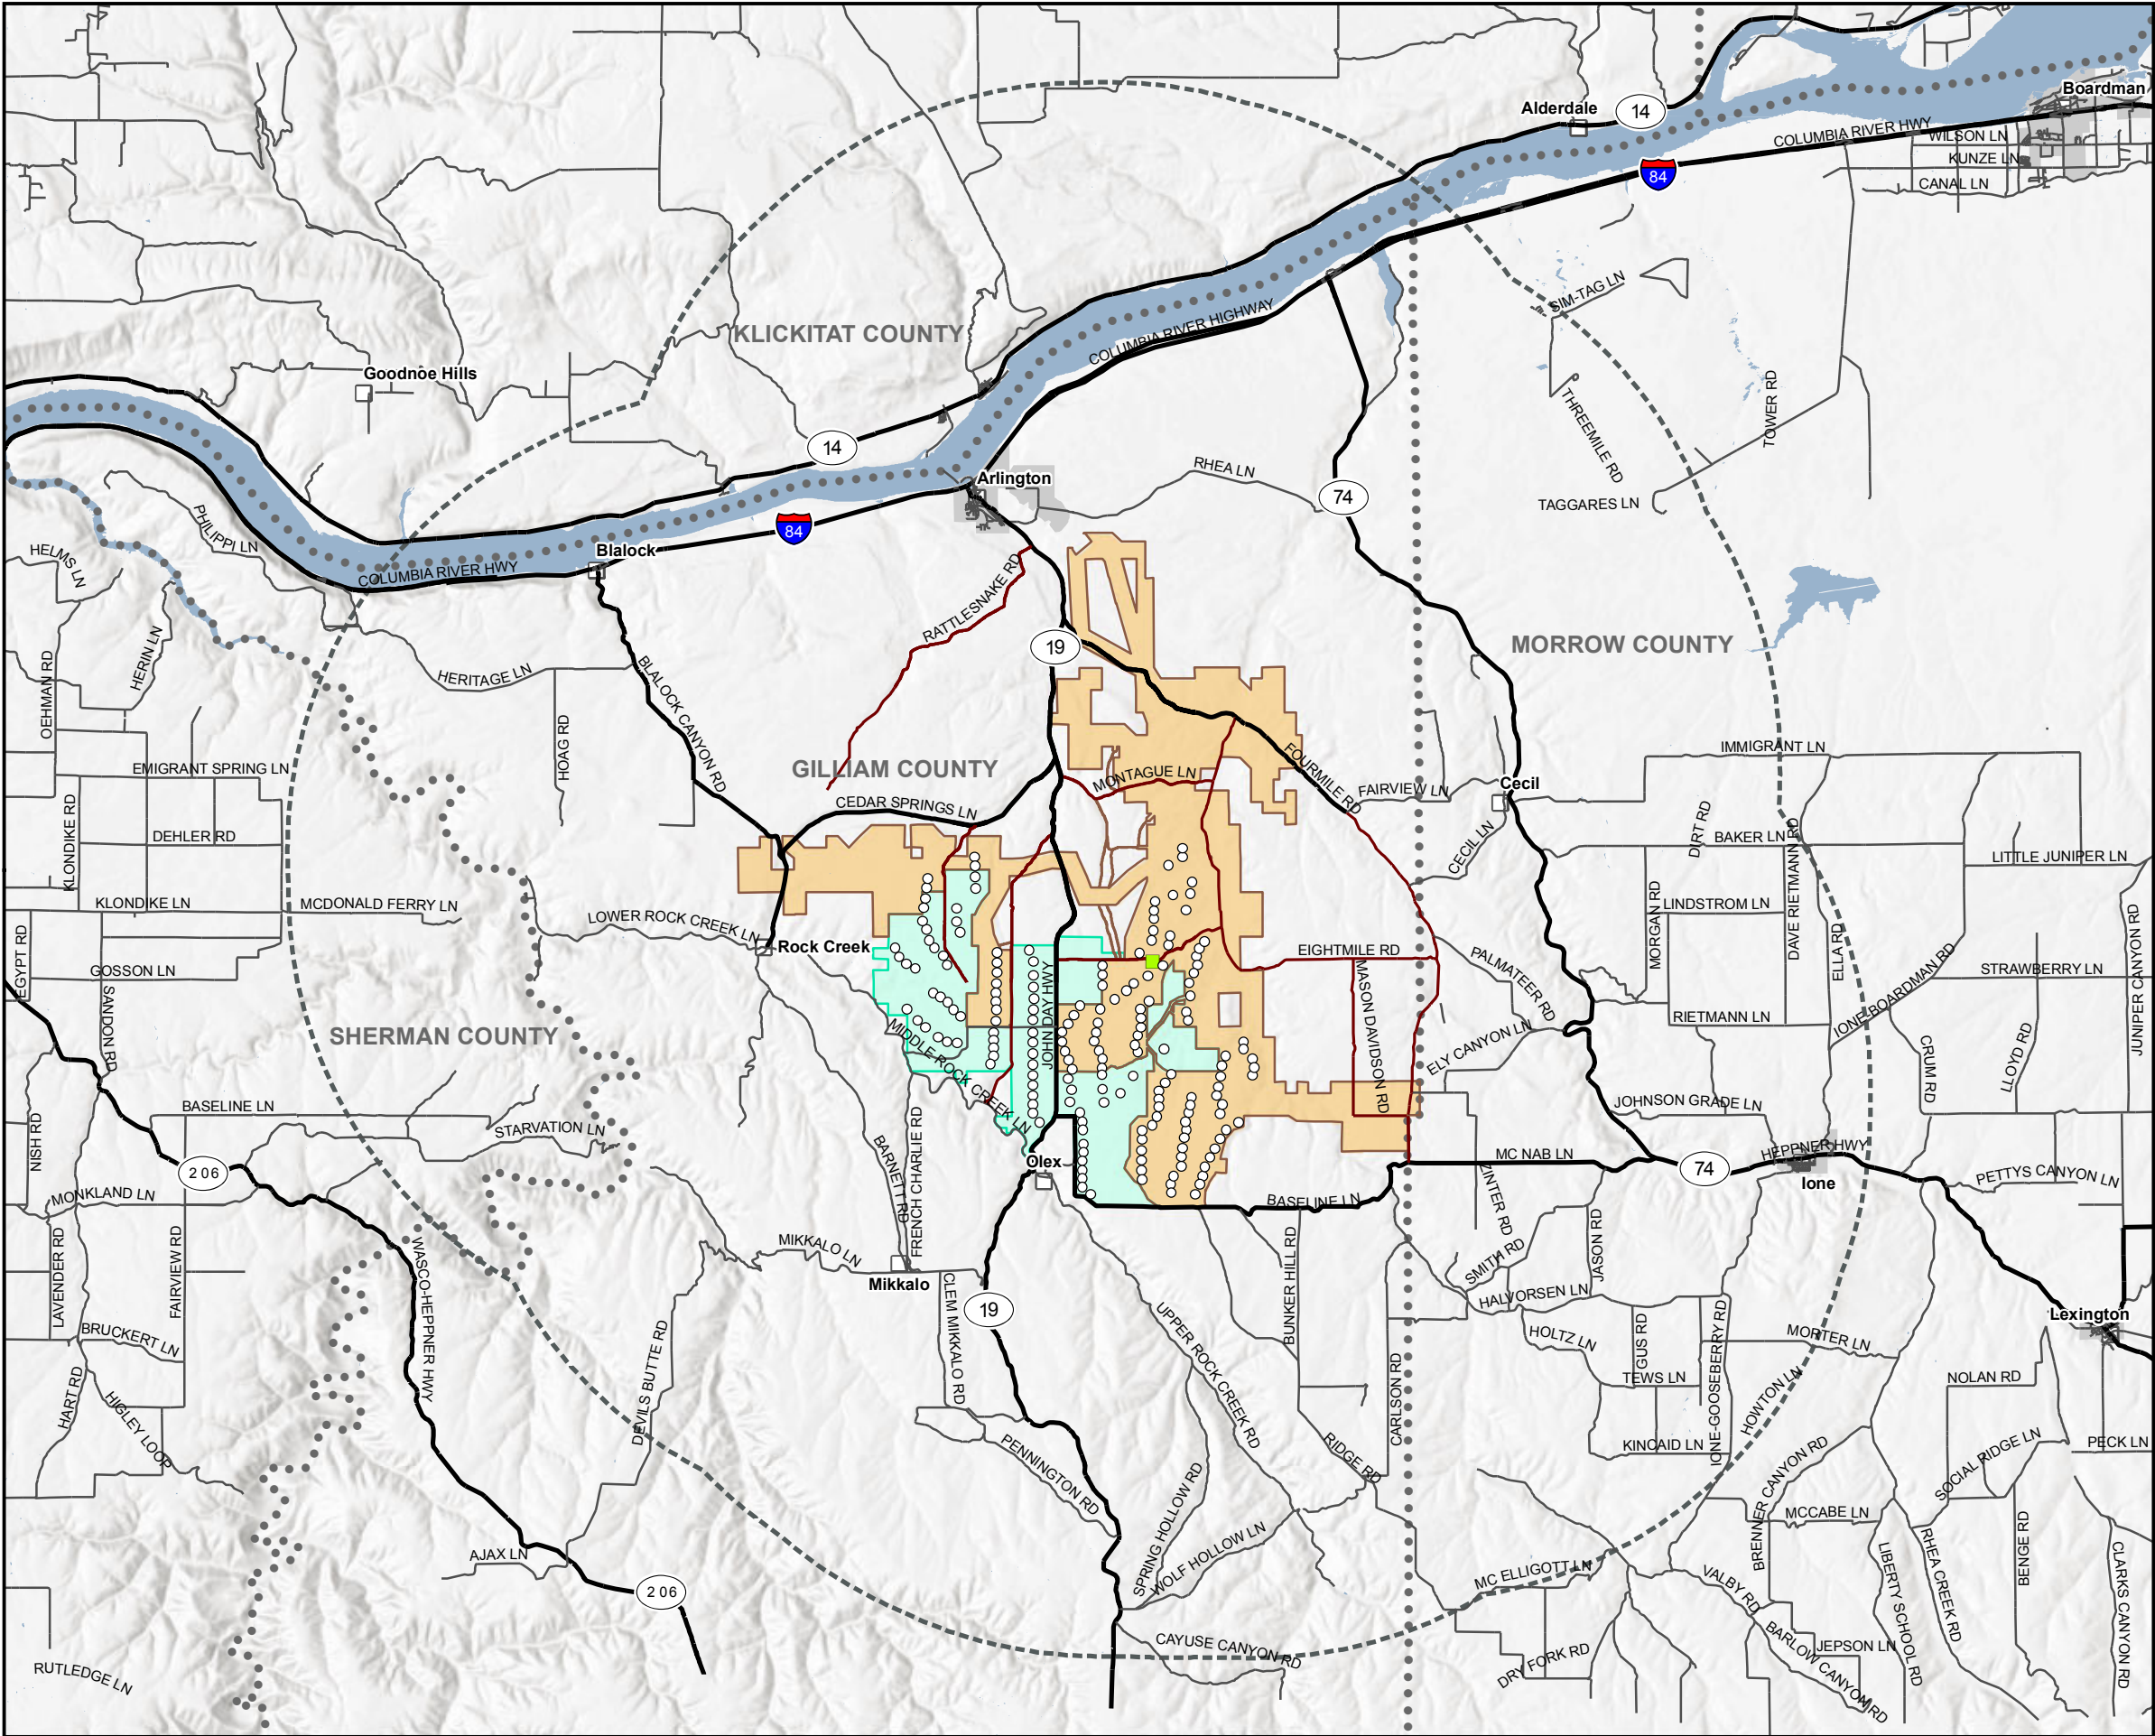 Boardman
Alderdale
14
COLUMBIA RIVER HWY
WILSON LN
KUNZE LN
84
CANAL LN
SIM-TAG LN
KLICKITAT COUNTY
COLUMBIA RIVER HIGHWAY
Goodnoe Hills
THREEMILE RD
TOWER RD
14
Arlington
RHEA LN
74
TAGGARES LN
PHILIPPI LN
84
HELMS LN
Blalock
COLUMBIA RIVER HWY
RATTLESNAKE RD
19
MORROW COUNTY
OEHMAN RD
HERIN LN
HERITAGE LN
BLALOCK CANYON RD
HOAG RD
IMMIGRANT LN
EMIGRANT SPRING LN
GILLIAM COUNTY
MONTAGUE LN
FOURMILE RD
FAIRVIEW LN
Cecil
KLONDIKE RD
CEDAR SPRINGS LN
DEHLER RD
CECIL LN
DIRT RD
BAKER LN
DAVE RIETMANN RD
LITTLE JUNIPER LN
KLONDIKE LN
MCDONALD FERRY LN
LOWER ROCK CREEK LN
Rock Creek
LINDSTROM LN
MORGAN RD
ELLA RD
JUNIPER CANYON RD
EGYPT RD
GOSSON LN
SANDON RD
EIGHTMILE RD
MASON DAVIDSON RD
PALMATEER RD
IONE-BOARDMAN RD
STRAWBERRY LN
JOHN DAY HWY
SHERMAN COUNTY
MIDDLE ROCK CREEK LN
RIETMANN LN
ELY CANYON LN
CRUM RD
LLOYD RD
BASELINE LN
JOHNSON GRADE LN
NISH RD
STARVATION LN
BARNETT RD
FRENCH CHARLIE RD
Olex
MC NAB LN
HEPPNER HWY
206
74
Ione
PETTYS CANYON LN
MONKLAND LN
BASELINE LN
ZINTER RD
LAVENDER RD
FAIRVIEW RD
WASCO-HEPPNER HWY
MIKKALO LN
Mikkalo
BUNKER HILL RD
SMITH RD
JASON RD
HALVORSEN LN
CLEM MIKKALO RD
19
UPPER ROCK CREEK RD
Lexington
BRUCKERT LN
DEVILS BUTTE RD
HOLTZ LN
GUS RD
IONE-GOOSEBERRY RD
MORTER LN
HART RD
HIGLEY LOOP
CARLSON RD
TEWS LN
HOWTON LN
NOLAN RD
PENNINGTON RD
RIDGE RD
KINCAID LN
BRENNER CANYON RD
SOCIAL RIDGE LN
PECK LN
SPRING HOLLOW RD
WOLF HOLLOW LN
MCCABE LN
AJAX LN
206
MC ELLIGOTT LN
VALBY RD
LIBERTY SCHOOL RD
RHEA CREEK RD
BENGE RD
CLARKS CANYON RD
CAYUSE CANYON RD
DRY FORK RD
BARLOW CANYON RD
JEPSON LN
RUTLEDGE LN